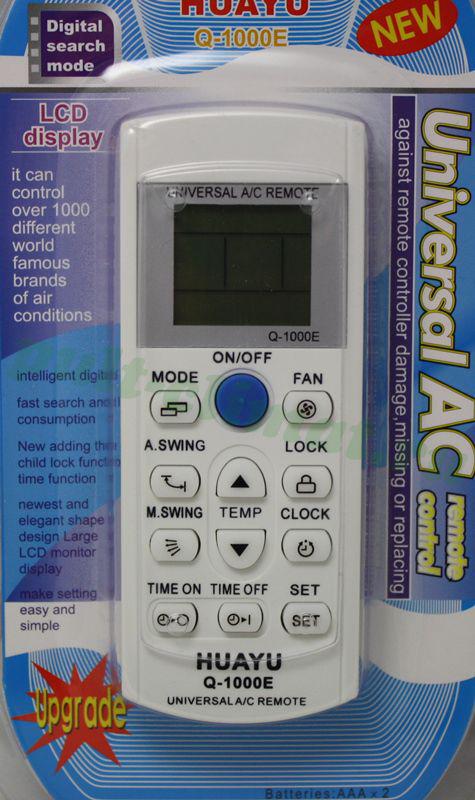 HUAYU
Q-1000E
NEW
Digital
search
mode
LCD
display
it can
control
over 1000
different
world
famous
brands
of air
conditions
intelligent digital
fast search and
consumption
New adding
child lock
time function
newest and
elegant shape
design Large
LCD monitor
display
make setting
easy and
simple
Upgrade
UNIVERSAL A/C REMOTE
Q-1000E
ON/OFF
MODE
FAN
A.SWING
LOCK
M.SWING
TEMP
CLOCK
TIME ON
TIME OFF
SET
SET
HUAYU
Q-1000E
UNIVERSAL A/C REMOTE
Universal AC
remote
control
against remote controller damage,missing or replacing
Batteries:AAA x 2